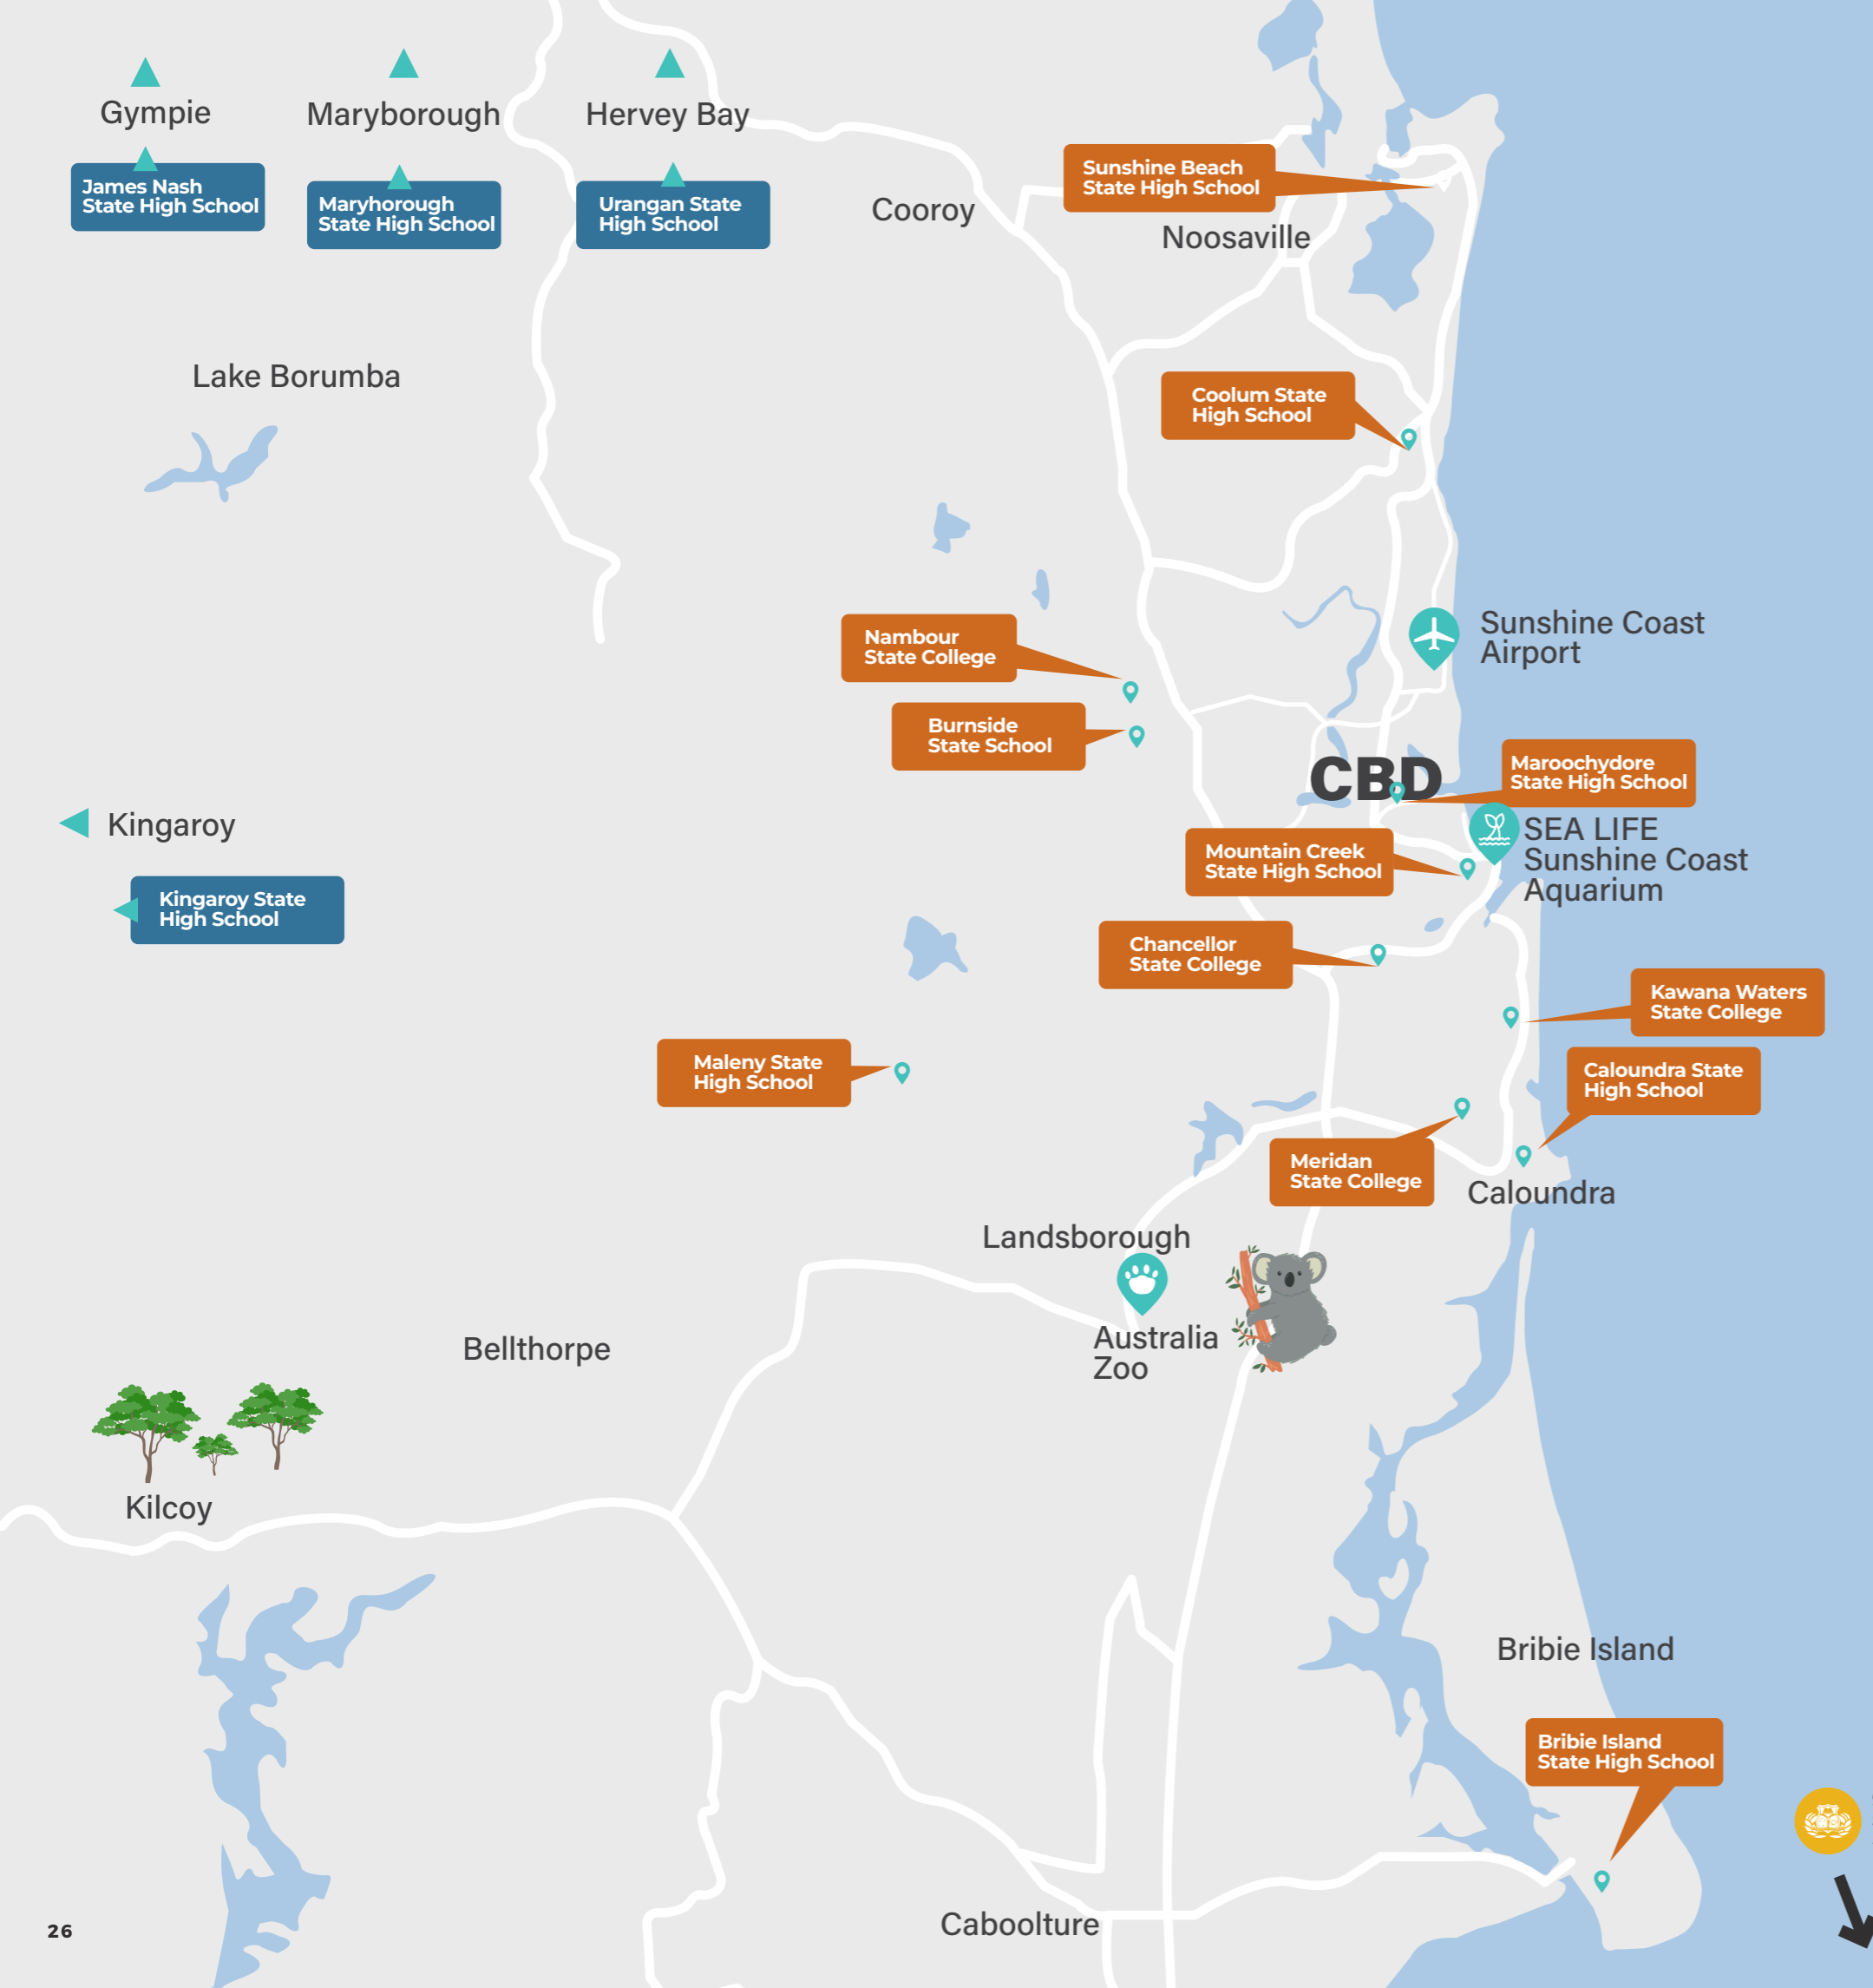 Gympie
Maryborough
Hervey Bay
James Nash
State High School
Maryhorough
State High School
Urangan State
High School
Cooroy
Sunshine Beach
State High School
Noosaville
Lake Borumba
Coolum State
High School
Nambour
State College
Sunshine Coast
Airport
Burnside
State School
CBD
Maroochydore
State High School
Kingaroy
SEA LIFE
Sunshine Coast
Aquarium
Mountain Creek
State High School
Kingaroy State
High School
Chancellor
State College
Kawana Waters
State College
Maleny State
High School
Caloundra State
High School
Meridan
State College
Caloundra
Landsborough
Australia
Zoo
Bellthorpe
Kilcoy
Bribie Island
Bribie Island
State High School
Caboolture
26